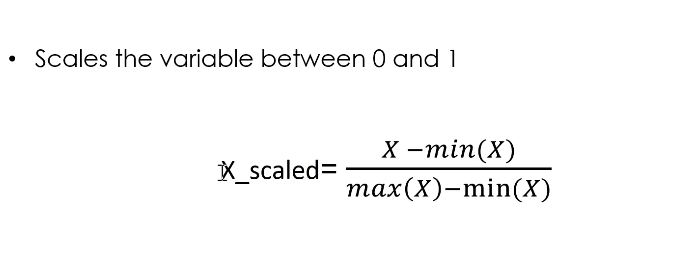 • Scales the variable between 0 and 1
X −min(X)
X_scaled=
max(X)−min(X)